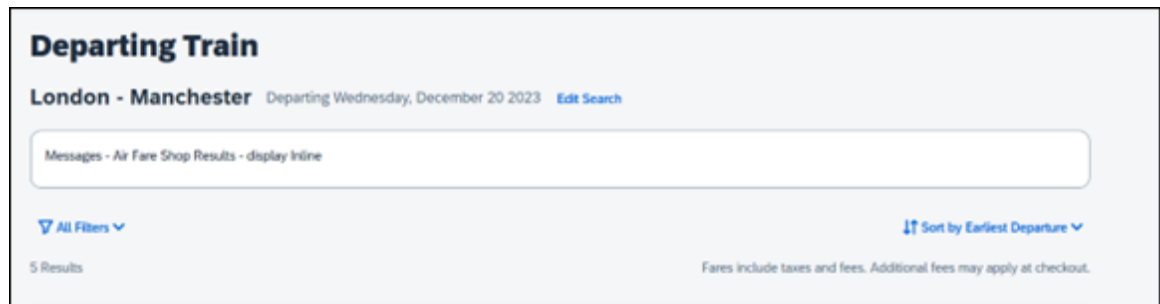 Departing Train
London - Manchester Departing Wednesday, December 20 2023 Edit Search
Messages - Air Fare Shop Results - display Inline
All Filters Sort by Earliest Departure
5 Results Fares include taxes and fees. Additional fees may apply at checkout.